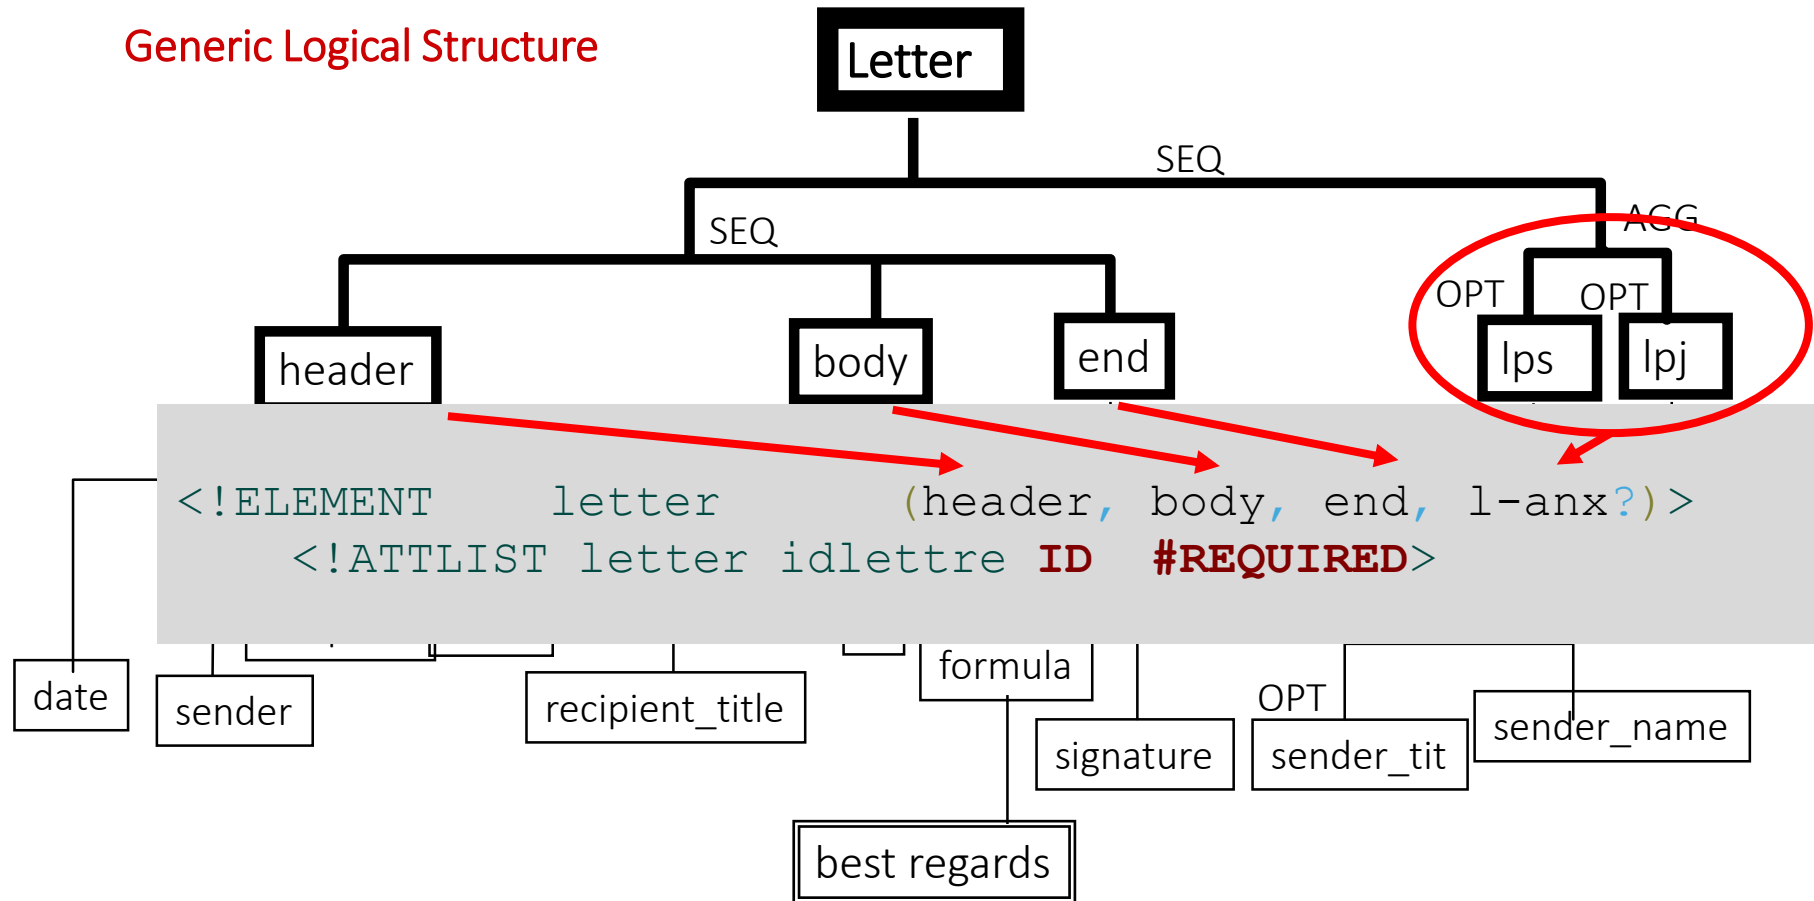 Generic Logical Structure
Letter
SEQ
SEQ
AGG
OPT
OPT
header
body
end
lps
lpj
<!ELEMENT letter (header, body, end, l-anx?)>
<!ATTLIST letter idlettre ID #REQUIRED>
date
sender
recipient_title
formula
signature
OPT
sender_tit
sender_name
best regards